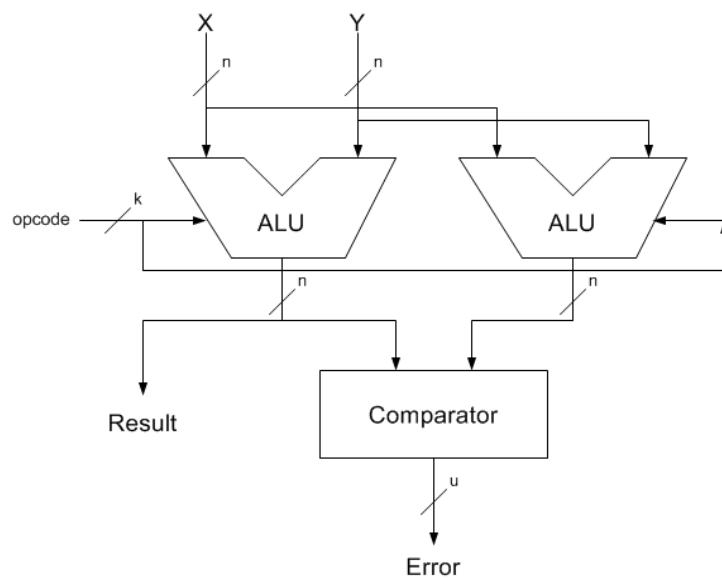 X Y
n n
k
opcode ALU ALU
n n
Result
Comparator
u
Error